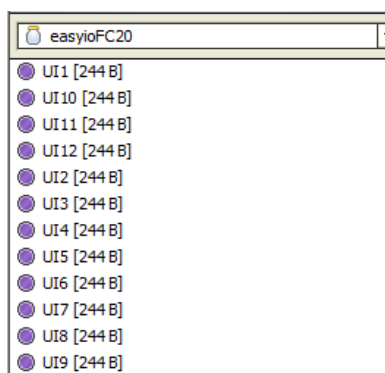 easyioFC20
UI1 [244 B]
UI10 [244 B]
UI11 [244 B]
UI12 [244 B]
UI2 [244 B]
UI3 [244 B]
UI4 [244 B]
UI5 [244 B]
UI6 [244 B]
UI7 [244 B]
UI8 [244 B]
UI9 [244 B]